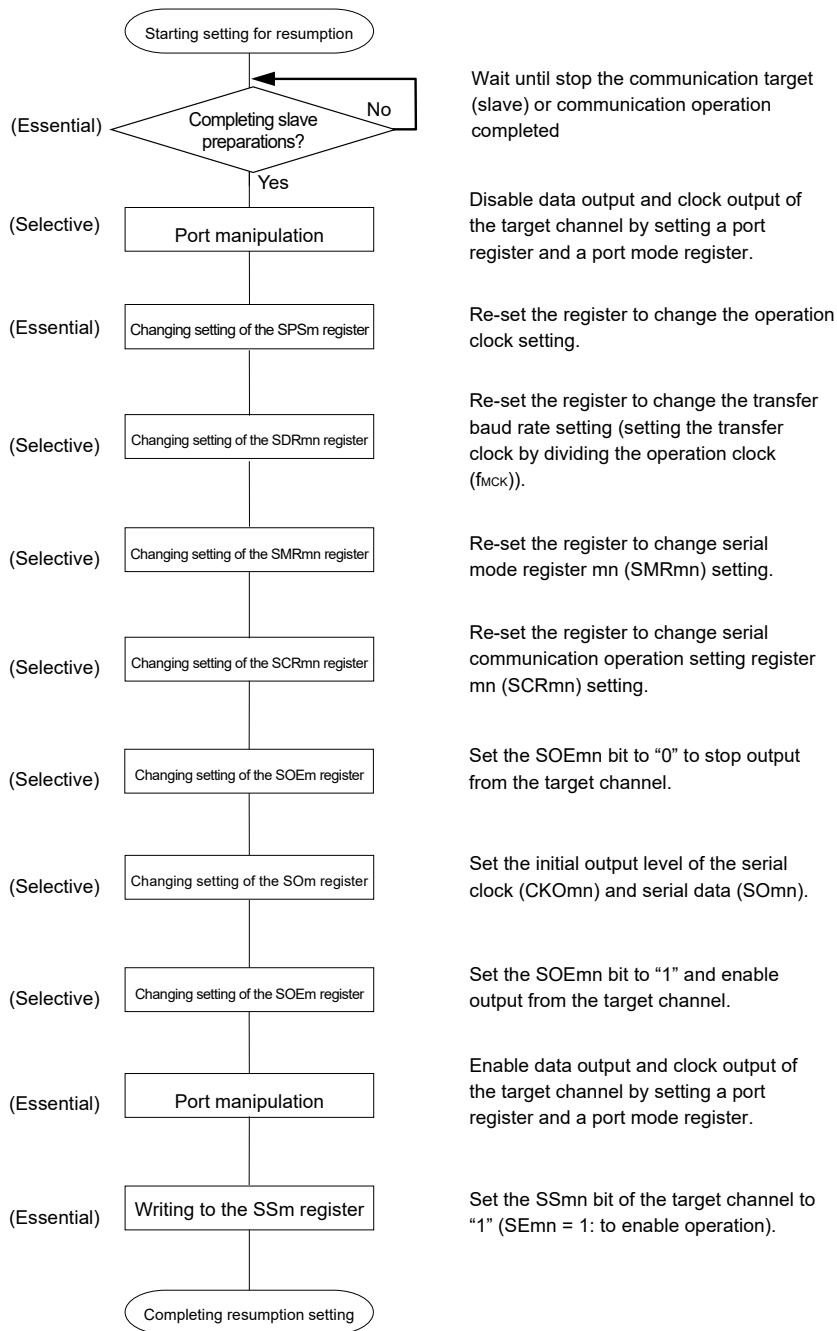 Starting setting for resumption
(Essential)
Completing slave
preparations?
No
Yes
Wait until stop the communication target
(slave) or communication operation
completed
(Selective)
Port manipulation
Disable data output and clock output of
the target channel by setting a port
register and a port mode register.
(Essential)
Changing setting of the SPSm register
Re-set the register to change the operation
clock setting.
(Selective)
Changing setting of the SDRmn register
Re-set the register to change the transfer
baud rate setting (setting the transfer
clock by dividing the operation clock
(fMCK)).
(Selective)
Changing setting of the SMRmn register
Re-set the register to change serial
mode register mn (SMRmn) setting.
(Selective)
Changing setting of the SCRmn register
Re-set the register to change serial
communication operation setting register
mn (SCRmn) setting.
(Selective)
Changing setting of the SOEm register
Set the SOEmn bit to “0” to stop output
from the target channel.
(Selective)
Changing setting of the SOm register
Set the initial output level of the serial
clock (CKOmn) and serial data (SOmn).
(Selective)
Changing setting of the SOEm register
Set the SOEmn bit to “1” and enable
output from the target channel.
(Essential)
Port manipulation
Enable data output and clock output of
the target channel by setting a port
register and a port mode register.
(Essential)
Writing to the SSm register
Set the SSmn bit of the target channel to
“1” (SEmn = 1: to enable operation).
Completing resumption setting